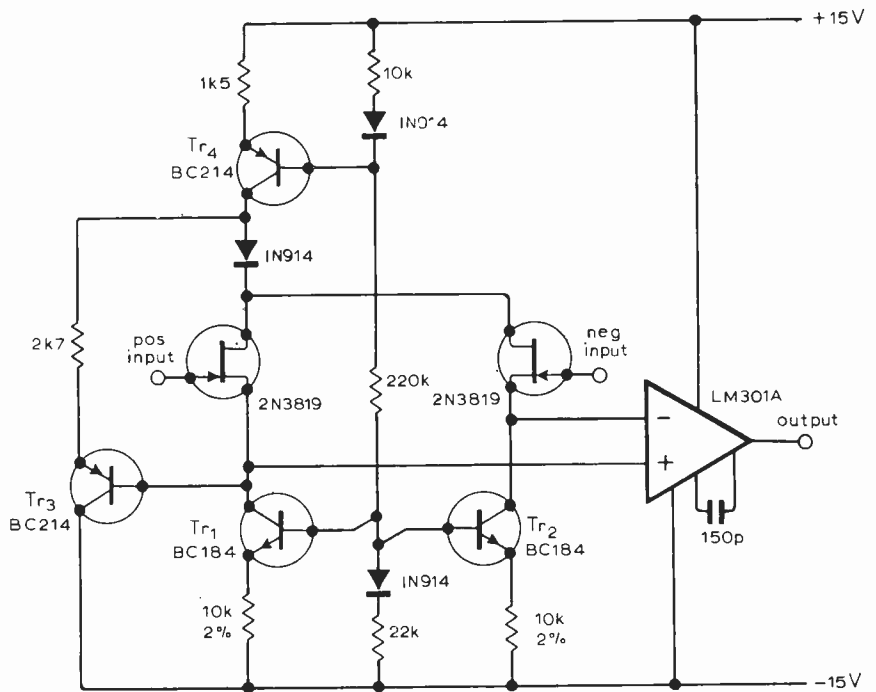 +15V
1k5
10k
IN914
Tr4
BC214
IN914
pos
input
neg
input
2k7
220k
2N3819
2N3819
LM301A
output
−
+
Tr3
BC214
Tr1
BC184
Tr2
BC184
150p
IN914
10k
2%
22k
10k
2%
−15V